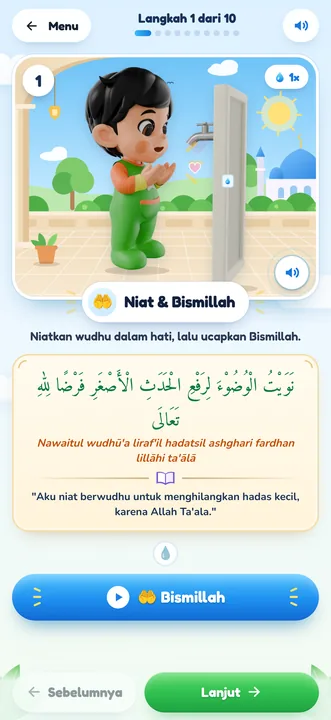 ← Menu
Langkah 1 dari 10
1
1x
Niat & Bismillah
Niatkan wudhu dalam hati, lalu ucapkan Bismillah.
نَوَيْتُ الْوُضُوْءَ لِرَفْعِ الْحَدَثِ الْأَصْغَرِ فَرْضًا لِلّٰهِ
تَعَالَى
Nawaitul wudhū'a liraf'il hadatsil ashghari fardhan
lillāhi ta'ālā
"Aku niat berwudhu untuk menghilangkan hadas kecil,
karena Allah Ta'ala."
🤲 Bismillah
← Sebelumnya
Lanjut →